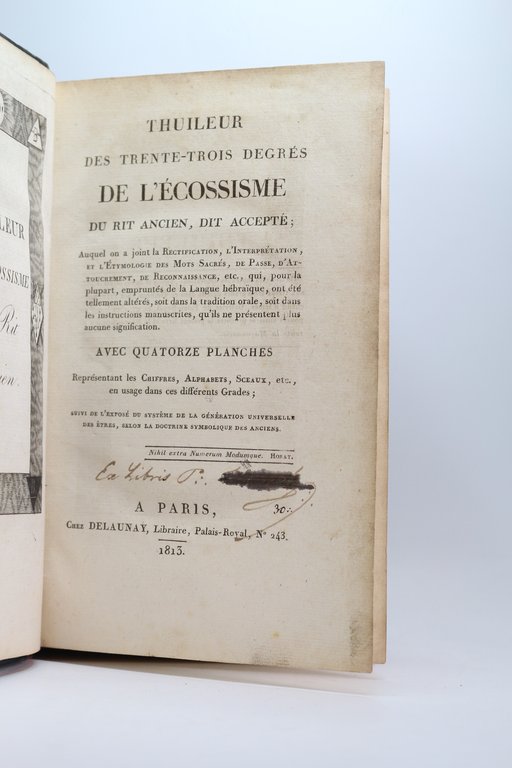 LEUR
OSSISME
Rit
en.
THUILEUR
DES TRENTE-TROIS DEGRÉS
DE L'ÉCOSSISME
DU RIT ANCIEN, DIT ACCEPTÉ;
Auquel on a joint la RECTIFICATION, L'INTERPRÉTATION,
ET L'ÉTYMOLOGIE DES MOTS SACRÉS, DE PASSE, D'AT-
TOUCHEMENT, DE RECONNAISSANCE, etc., qui, pour la
plupart, empruntés de la Langue hébraïque, ont été
tellement altérés, soit dans la tradition orale, soit dans
les instructions manuscrites, qu'ils ne présentent plus
aucune signification.
AVEC QUATORZE PLANCHES
Représentant les CHIFFRES, ALPHABETS, SCEAUX, etc.,
en usage dans ces différents Grades;
SUIVI DE L'EXPOSÉ DU SYSTÈME DE LA GÉNÉRATION UNIVERSELLE
DES ÊTRES, SELON LA DOCTRINE SYMBOLIQUE DES ANCIENS.
Nihil extra Numerum Modumque. HORAT.
Ex Libris P:
A PARIS, 30
CHEZ DELAUNAY, Libraire, Palais-Royal, N° 243.
1813.